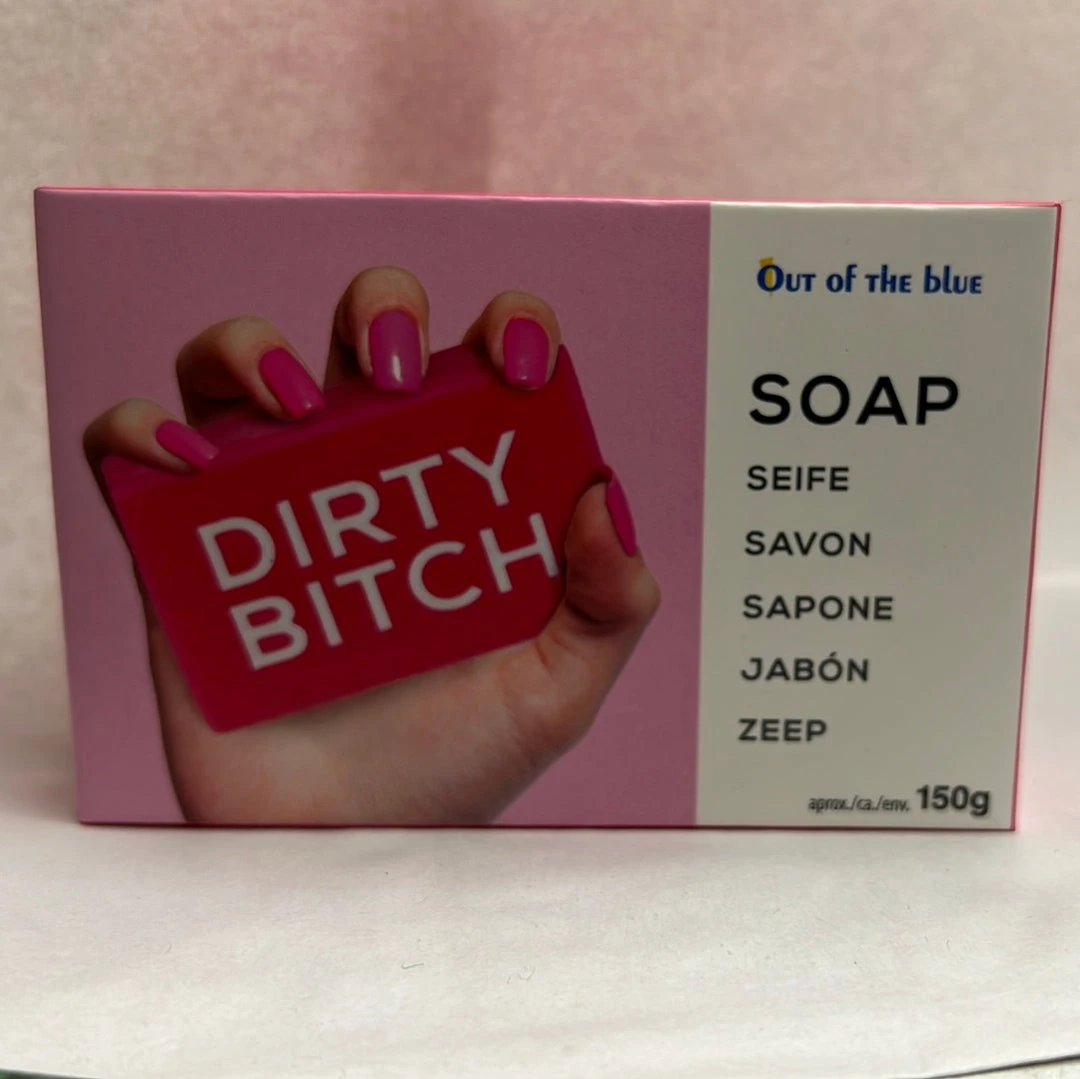 DIRTY
BITCH
OUT OF THE BLUE
SOAP
SEIFE
SAVON
SAPONE
JABÓN
ZEEP
aprox./ca./env. 150g